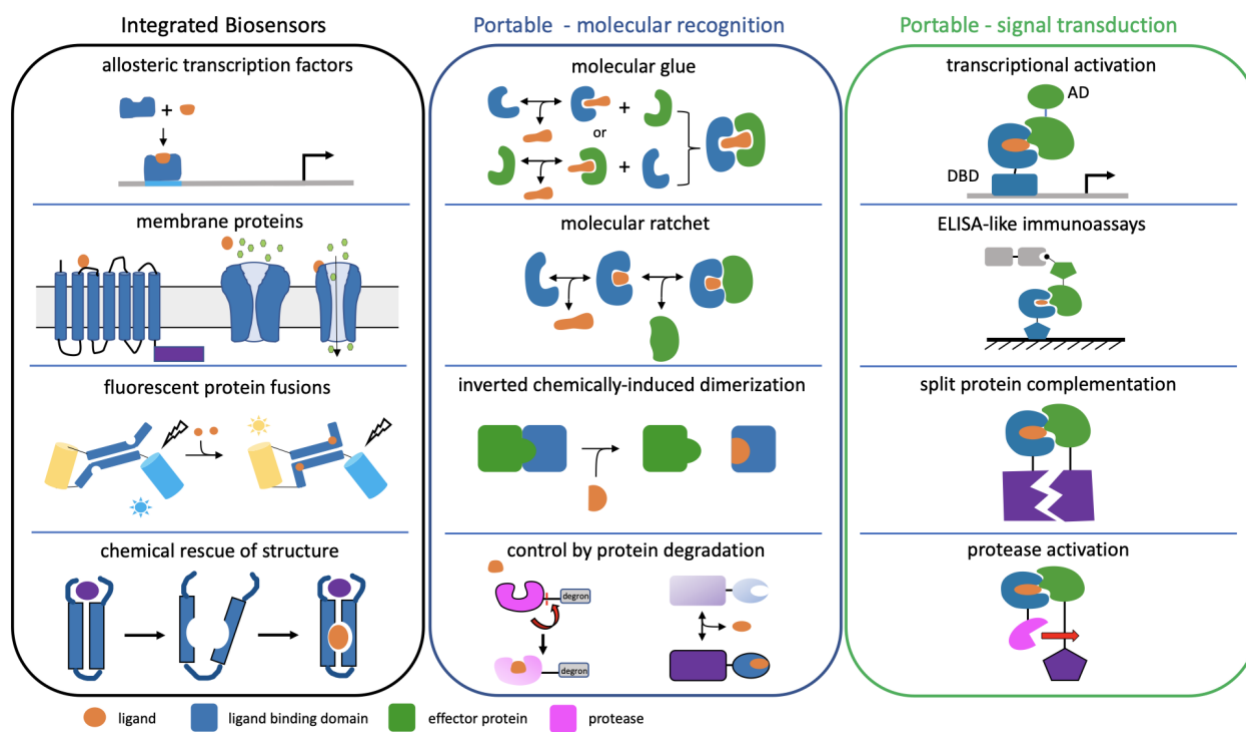 Integrated Biosensors
allosteric transcription factors
+
membrane proteins
fluorescent protein fusions
chemical rescue of structure
Portable - molecular recognition
molecular glue
+
or
+
molecular ratchet
inverted chemically-induced dimerization
control by protein degradation
degron
degron
Portable - signal transduction
transcriptional activation
AD
DBD
ELISA-like immunoassays
split protein complementation
protease activation
ligand
ligand binding domain
effector protein
protease